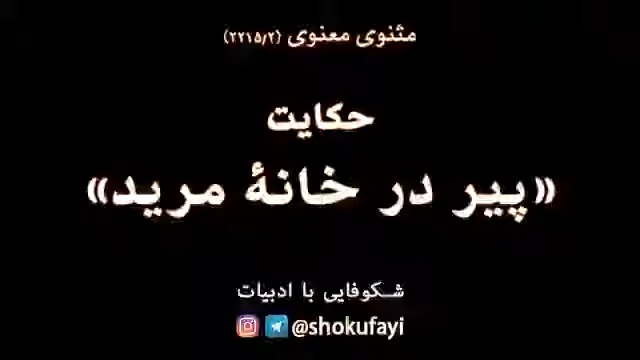 مثنوی معنوی (۲۲۱۵/۲)
حکایت
«پیر در خانهٔ مرید»
شکوفایی با ادبیات
@shokufayi